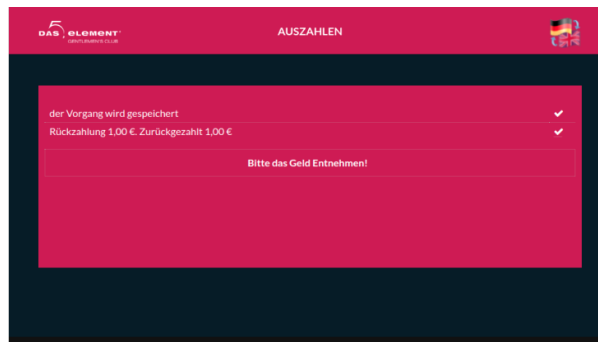 DAS 5 eLeMeNT
GENTLEMEN'S CLUB
AUSZAHLEN
der Vorgang wird gespeichert
Rückzahlung 1,00 €. Zurückgezahlt 1,00 €
Bitte das Geld Entnehmen!